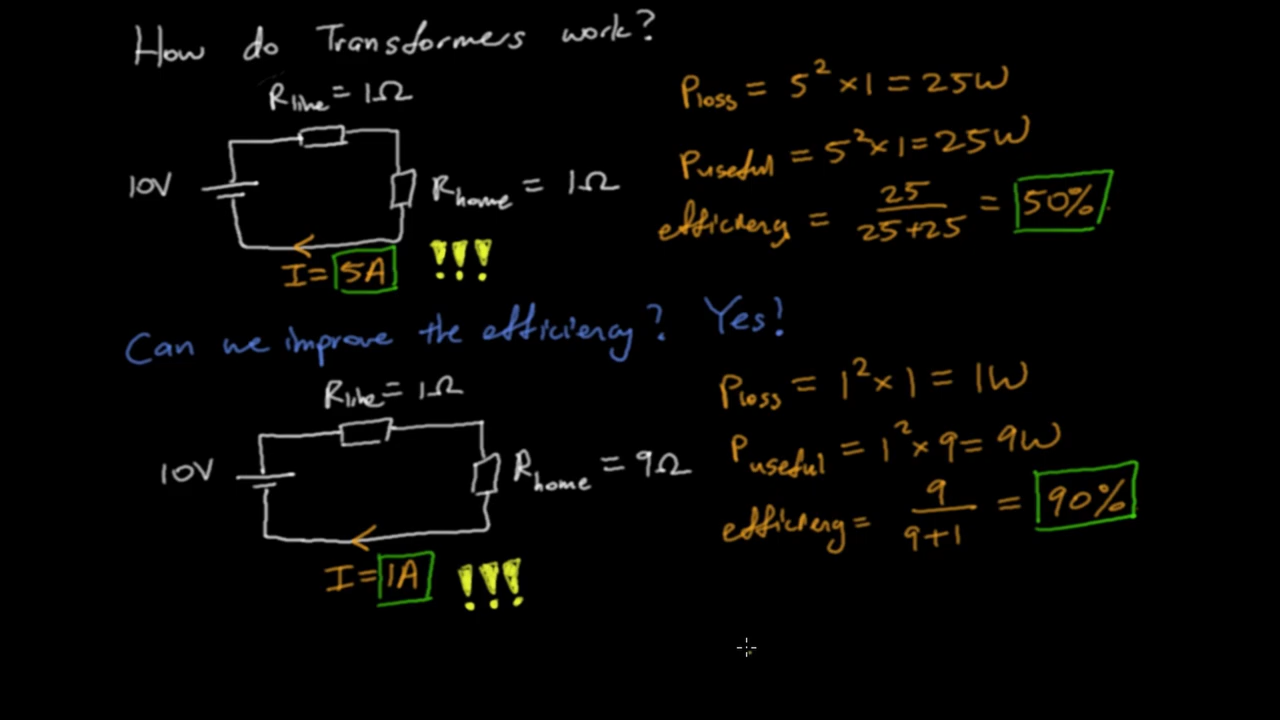 How do Transformers work?
R_line = 1Ω
10V
R_home = 1Ω
I = 5A !!!
P_loss = 5² × 1 = 25W
P_useful = 5² × 1 = 25W
efficiency = 25 / 25+25 = 50%
Can we improve the efficiency? Yes!
R_line = 1Ω
10V
R_home = 9Ω
I = 1A !!!
P_loss = 1² × 1 = 1W
P_useful = 1² × 9 = 9W
efficiency = 9 / 9+1 = 90%